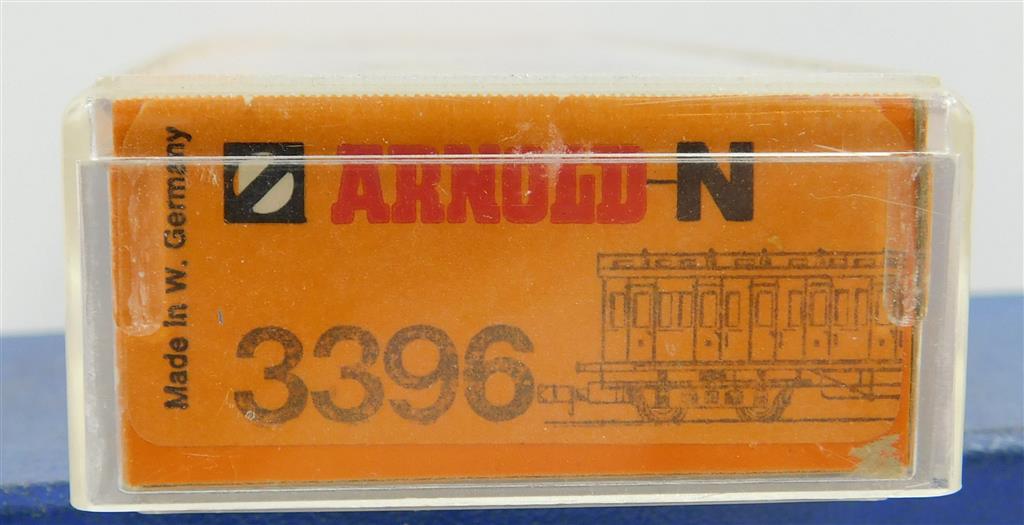 Made in W. Germany
ARNOLD-N
3396